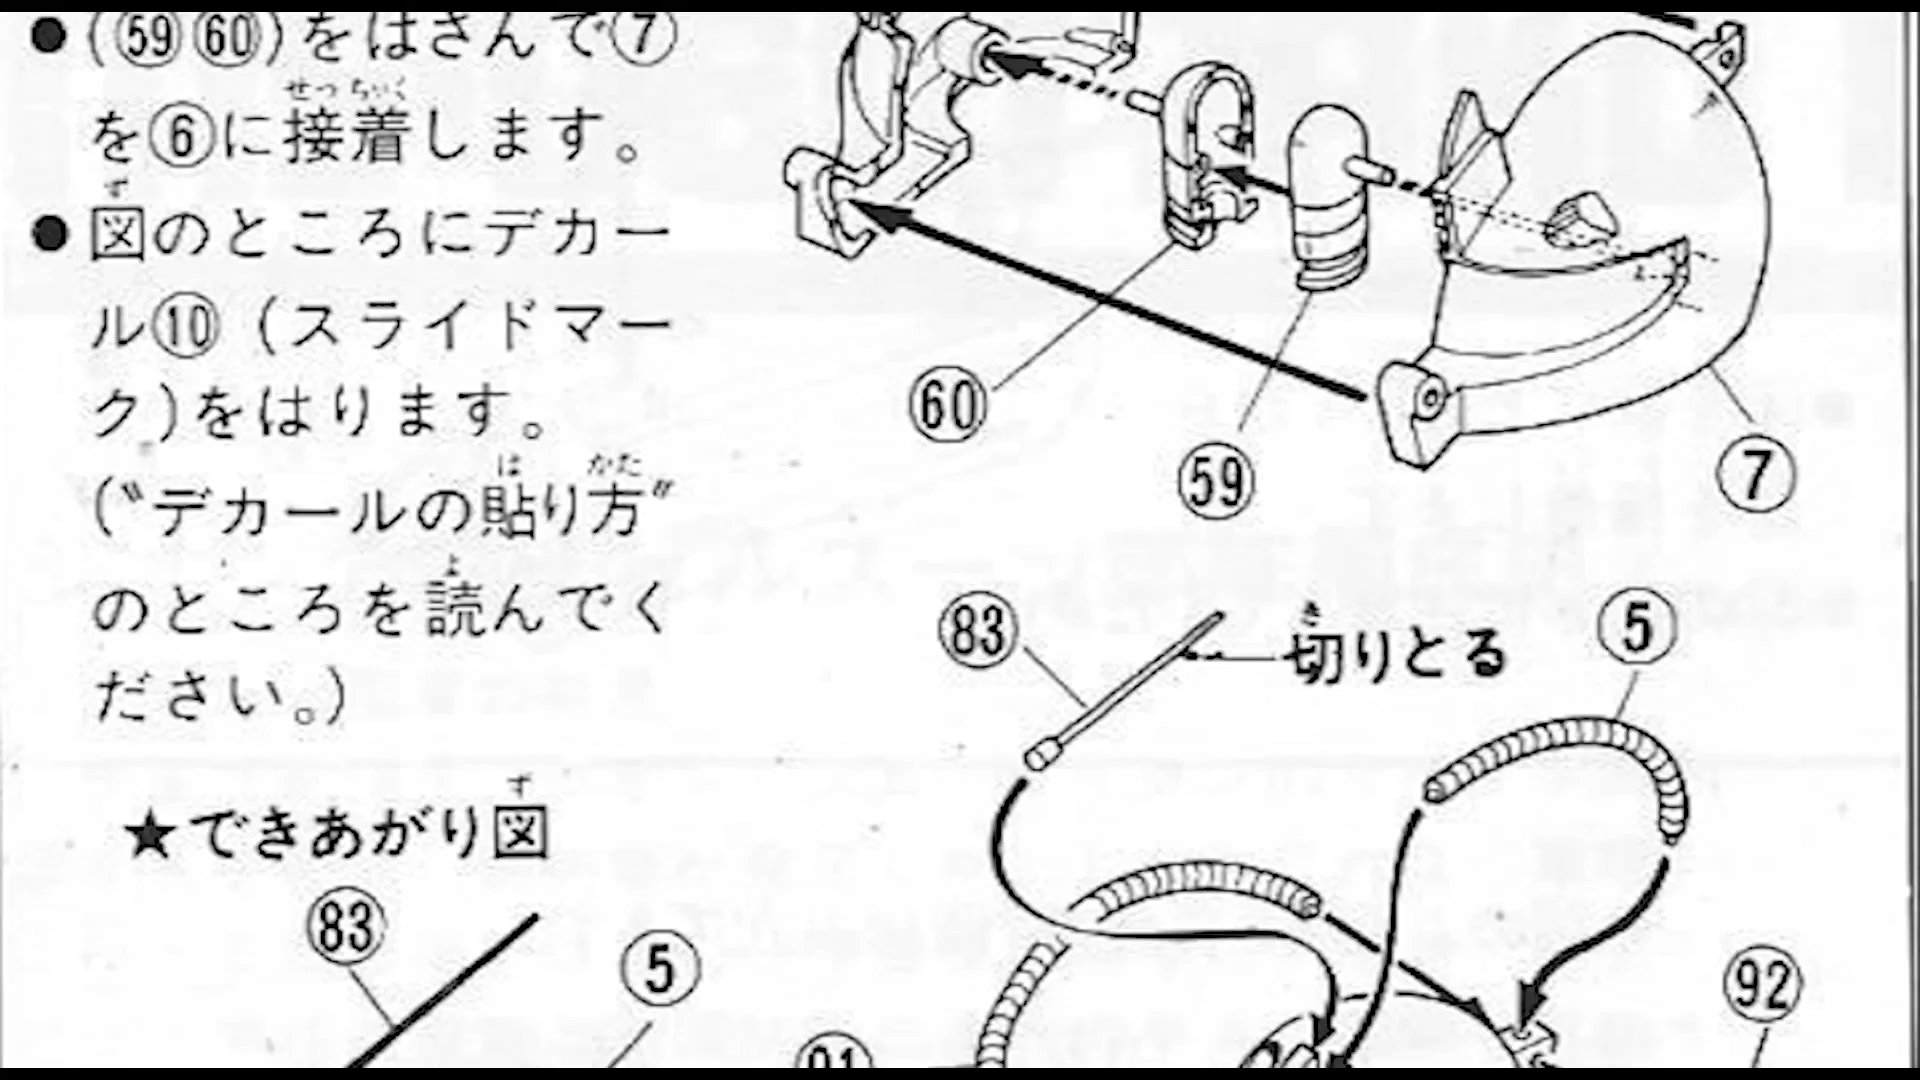 ●(㊾㊿)をはさんで⑦
せっちゃく
を⑥に接着します。
ず
●図のところにデカー
ル⑩(スライドマー
ク)をはります。
は かた
(〝デカールの貼り方〞
よ
のところを読んでく
ださい。)
ず
★できあがり図
83
5
60
59
7
83
き
切りとる
5
91
92